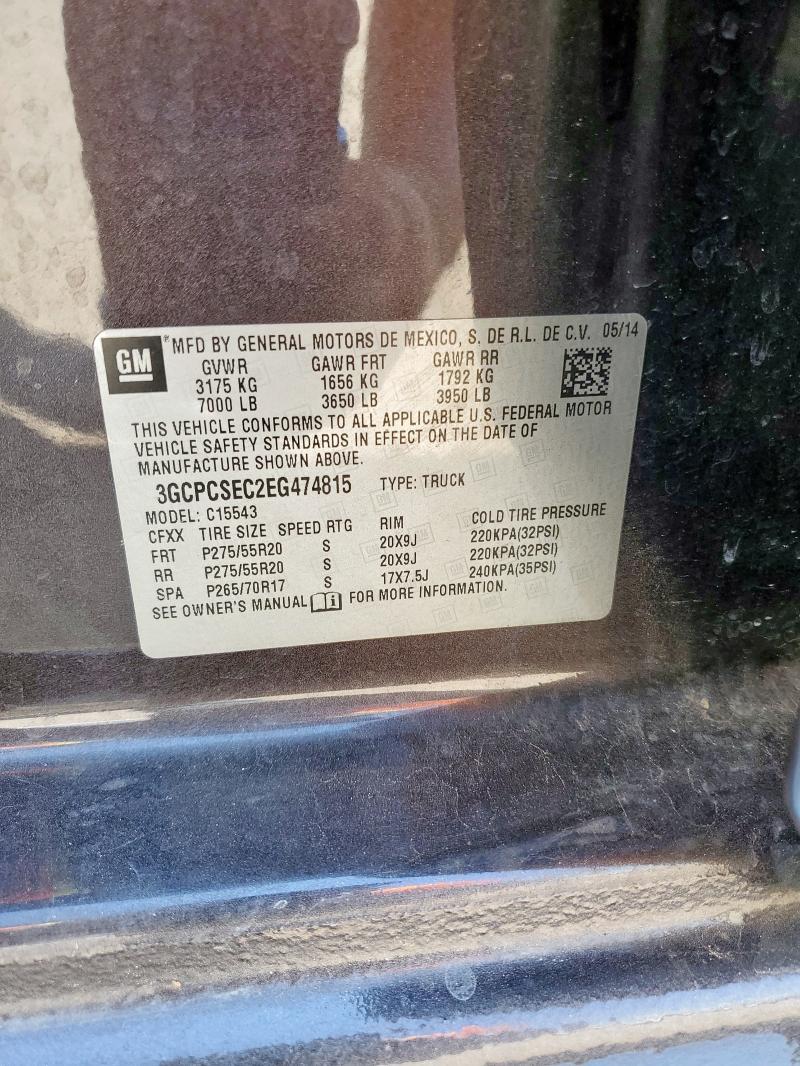 GM ® MFD BY GENERAL MOTORS DE MEXICO, S. DE R.L. DE C.V. 05/14
GVWR GAWR FRT GAWR RR
3175 KG 1656 KG 1792 KG
7000 LB 3650 LB 3950 LB
THIS VEHICLE CONFORMS TO ALL APPLICABLE U.S. FEDERAL MOTOR
VEHICLE SAFETY STANDARDS IN EFFECT ON THE DATE OF
MANUFACTURE SHOWN ABOVE.
3GCPCSEC2EG474815 TYPE: TRUCK
MODEL: C15543
CFXX TIRE SIZE SPEED RTG RIM COLD TIRE PRESSURE
FRT P275/55R20 S 20X9J 220KPA(32PSI)
RR P275/55R20 S 20X9J 220KPA(32PSI)
SPA P265/70R17 S 17X7.5J 240KPA(35PSI)
SEE OWNER'S MANUAL i FOR MORE INFORMATION.